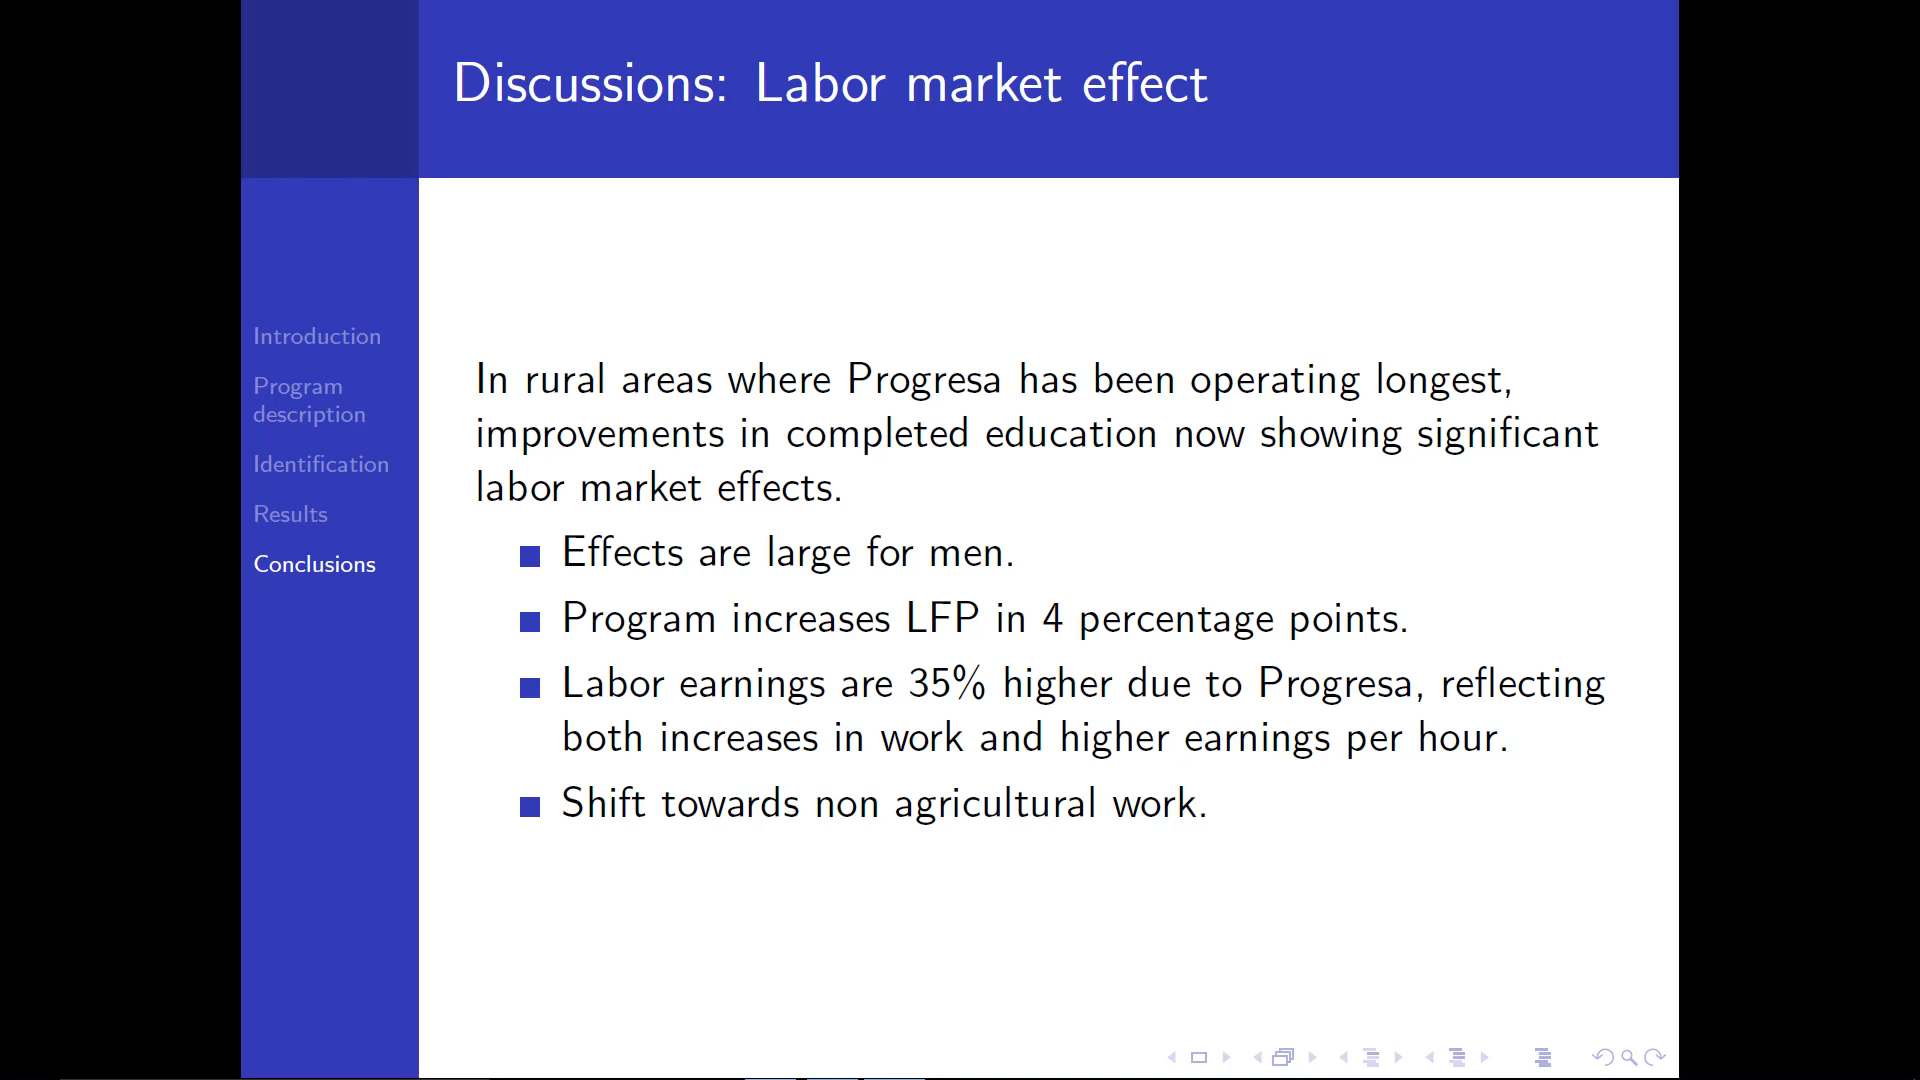 Discussions: Labor market effect
Introduction
Program
description
Identification
Results
Conclusions
In rural areas where Progresa has been operating longest,
improvements in completed education now showing significant
labor market effects.
Effects are large for men.
Program increases LFP in 4 percentage points.
Labor earnings are 35% higher due to Progresa, reflecting
both increases in work and higher earnings per hour.
Shift towards non agricultural work.